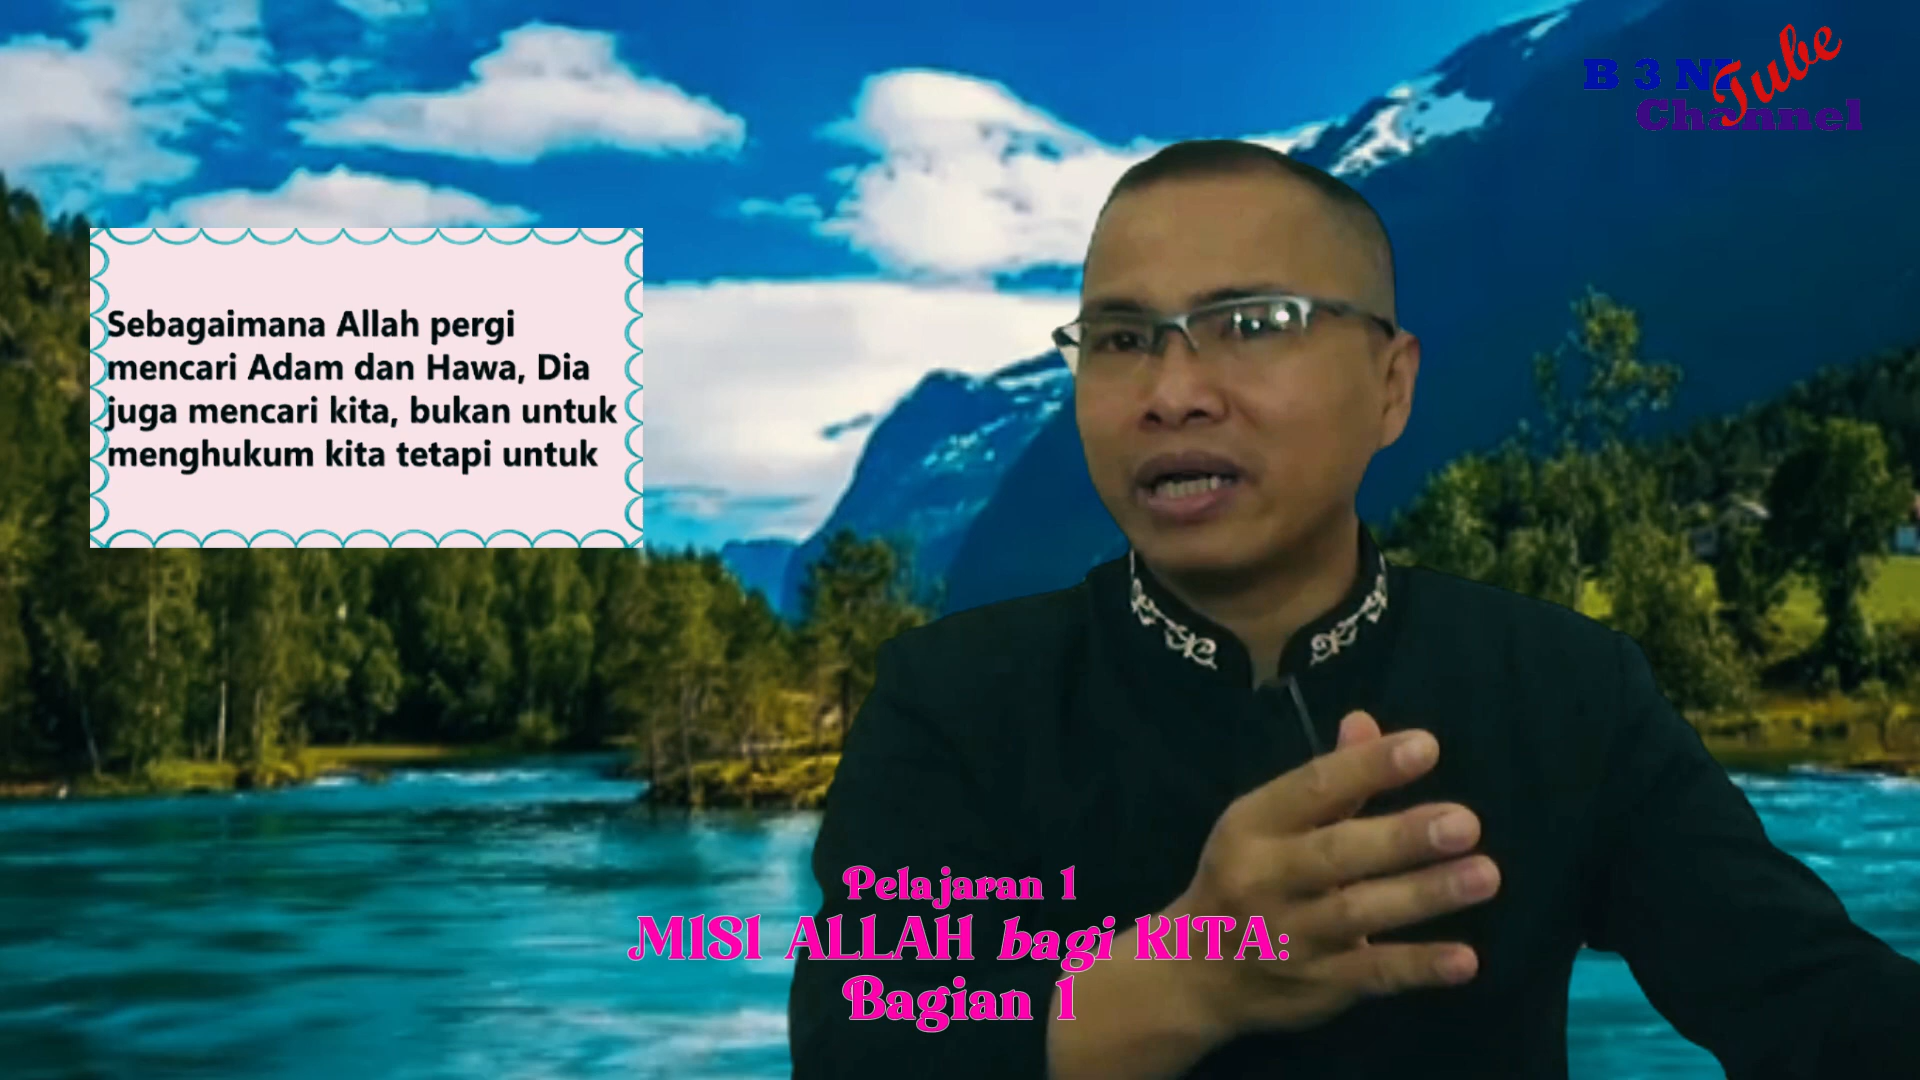 B 3 NI Tube
Channel
Sebagaimana Allah pergi
mencari Adam dan Hawa, Dia
juga mencari kita, bukan untuk
menghukum kita tetapi untuk
Pelajaran 1
MISI ALLAH bagi KITA:
Bagian 1